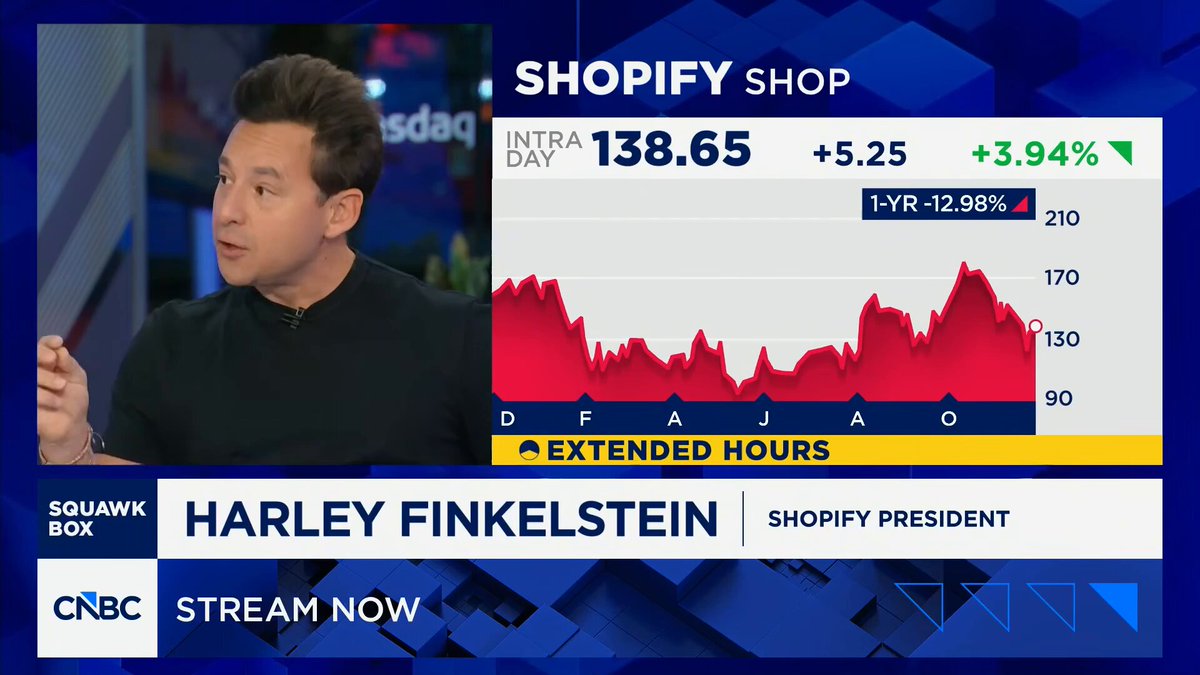 SHOPIFY SHOP
INTRA DAY 138.65 +5.25 +3.94%
1-YR -12.98%
210
170
130
90
D F A J A O
EXTENDED HOURS
SQUAWK BOX
HARLEY FINKELSTEIN SHOPIFY PRESIDENT
CNBC STREAM NOW